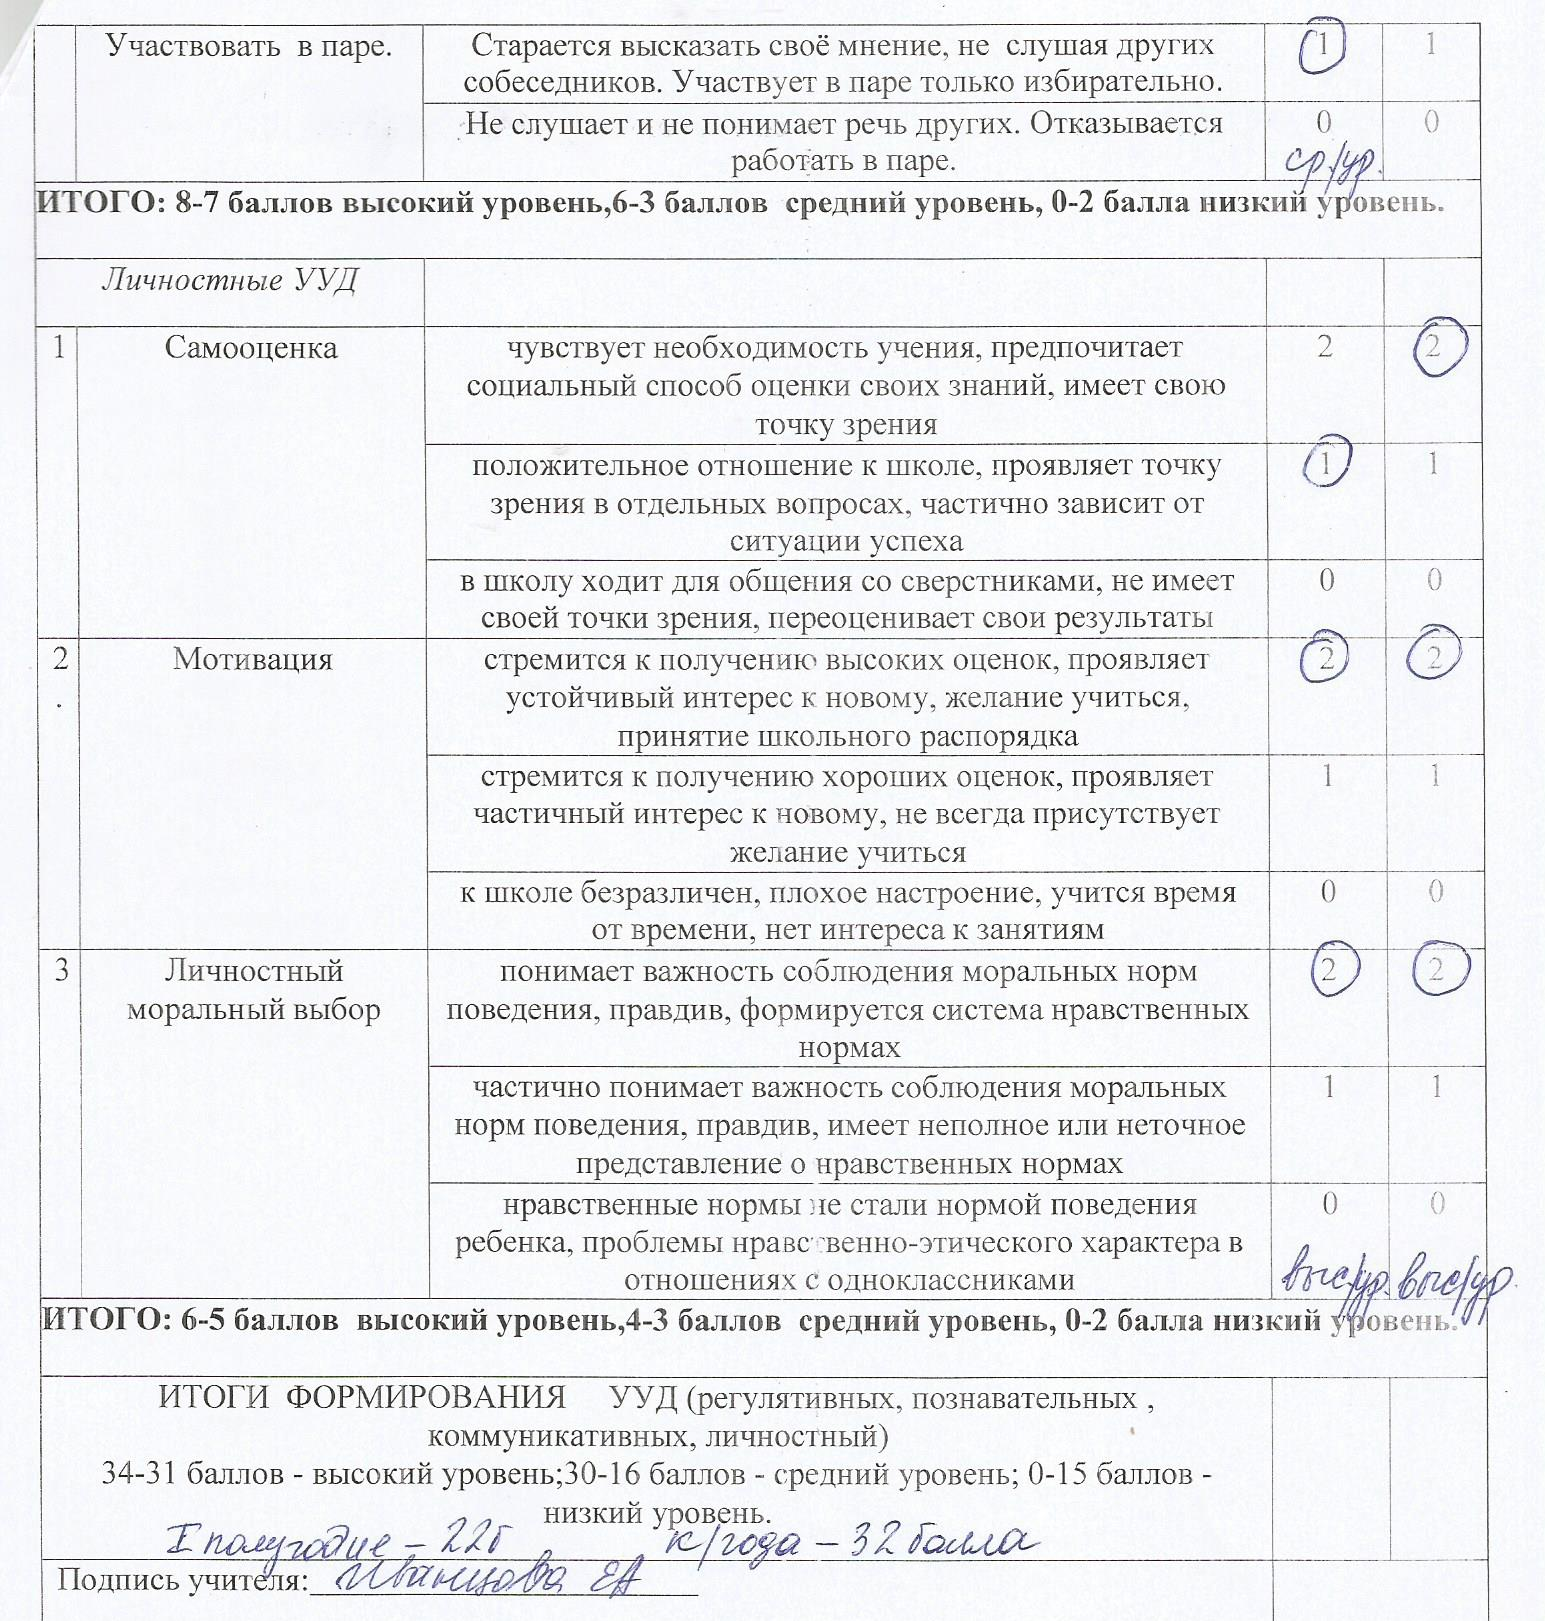 Участвовать в паре.
Старается высказать своё мнение, не слушая других
1
1
собеседников. Участвует в паре только избирательно.
Не слушает и не понимает речь других. Отказывается
0
0
работать в паре.
ср./ур.
ИТОГО: 8-7 баллов высокий уровень,6-3 баллов средний уровень, 0-2 балла низкий уровень.
Личностные УУД
1
Самооценка
чувствует необходимость учения, предпочитает
2
2
социальный способ оценки своих знаний, имеет свою
точку зрения
положительное отношение к школе, проявляет точку
1
1
зрения в отдельных вопросах, частично зависит от
ситуации успеха
в школу ходит для общения со сверстниками, не имеет
0
0
своей точки зрения, переоценивает свои результаты
2
.
Мотивация
стремится к получению высоких оценок, проявляет
2
2
устойчивый интерес к новому, желание учиться,
принятие школьного распорядка
стремится к получению хороших оценок, проявляет
1
1
частичный интерес к новому, не всегда присутствует
желание учиться
к школе безразличен, плохое настроение, учится время
0
0
от времени, нет интереса к занятиям
3
Личностный
моральный выбор
понимает важность соблюдения моральных норм
2
2
поведения, правдив, формируется система нравственных
нормах
частично понимает важность соблюдения моральных
1
1
норм поведения, правдив, имеет неполное или неточное
представление о нравственных нормах
нравственные нормы не стали нормой поведения
0
0
ребенка, проблемы нравственно-этического характера в
отношениях с одноклассниками
выс/ур.
выс/ур.
ИТОГО: 6-5 баллов высокий уровень,4-3 баллов средний уровень, 0-2 балла низкий уровень.
ИТОГИ ФОРМИРОВАНИЯ УУД (регулятивных, познавательных ,
коммуникативных, личностный)
34-31 баллов - высокий уровень;30-16 баллов - средний уровень; 0-15 баллов -
низкий уровень.
I полугодие – 22б к/года – 32 балла
Подпись учителя: Иванцова ЕА